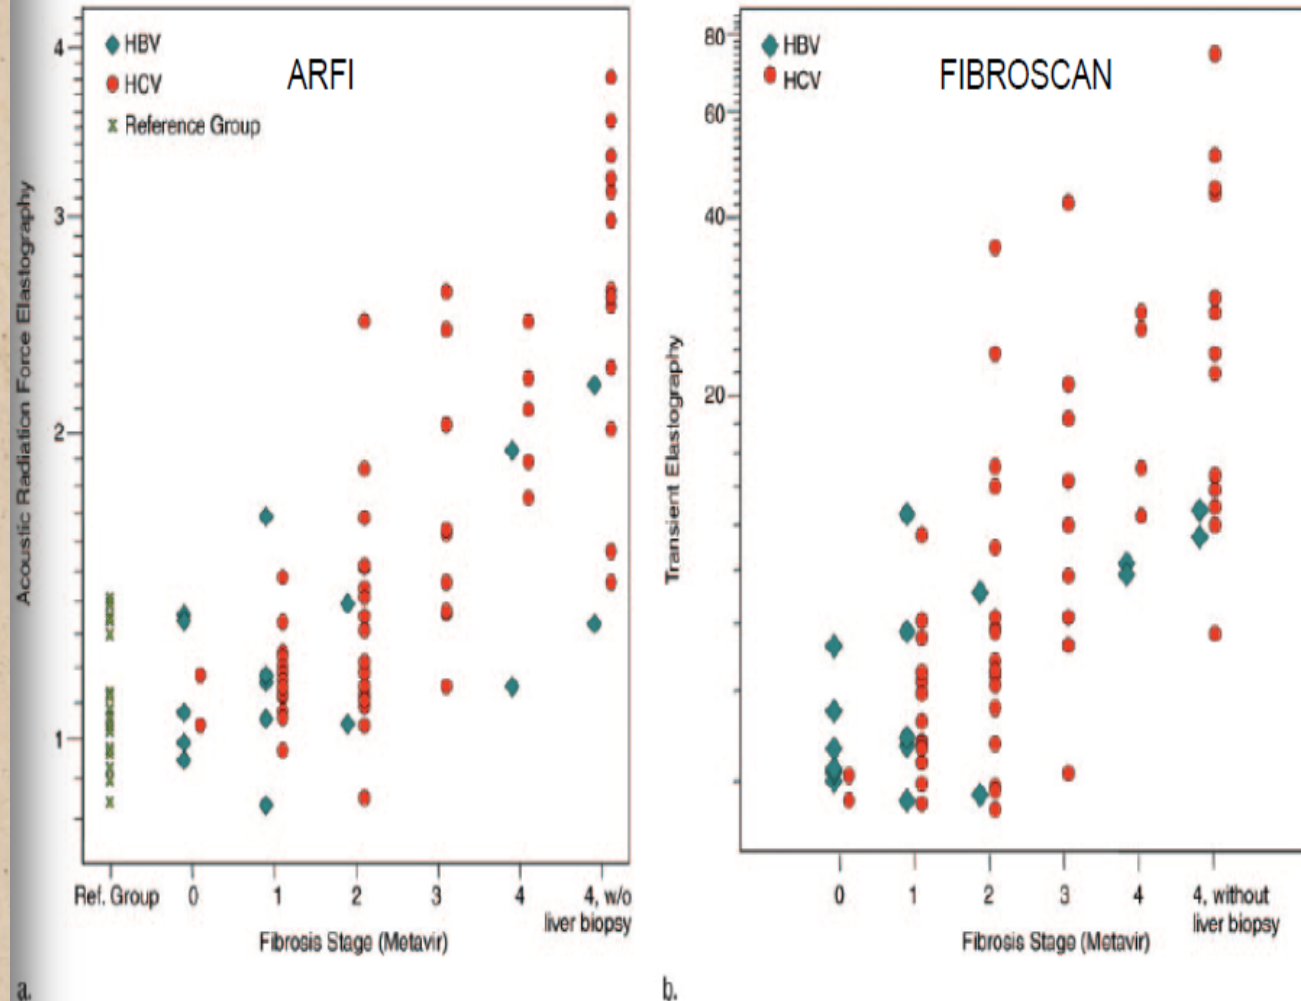 HBV
HCV
Reference Group
ARFI
4
3
2
1
Acoustic Radiation Force Elastography
Ref. Group 0 1 2 3 4 4, w/o
liver biopsy
Fibrosis Stage (Metavir)
a.
HBV
HCV
FIBROSCAN
80
60
40
20
Transient Elastography
0 1 2 3 4 4, without
liver biopsy
Fibrosis Stage (Metavir)
b.